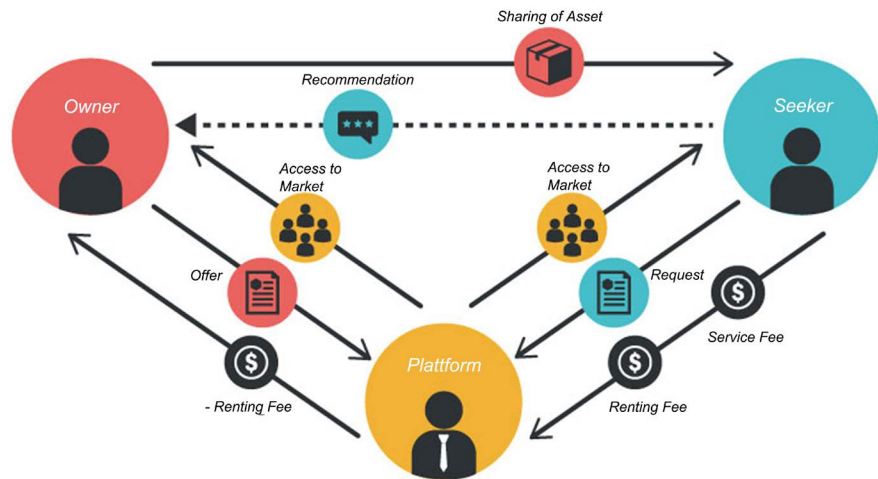 Sharing of Asset
Recommendation
Owner
Seeker
Access to
Market
Access to
Market
Offer
Request
$
Service Fee
Plattform
$
$
- Renting Fee
Renting Fee